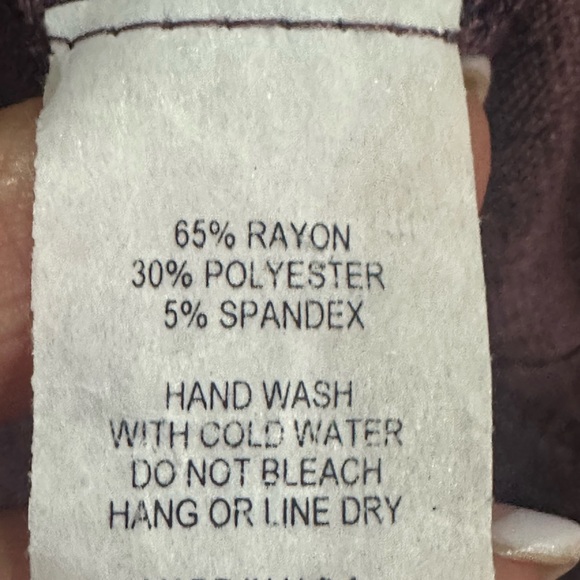 65% RAYON
30% POLYESTER
5% SPANDEX
HAND WASH
WITH COLD WATER
DO NOT BLEACH
HANG OR LINE DRY